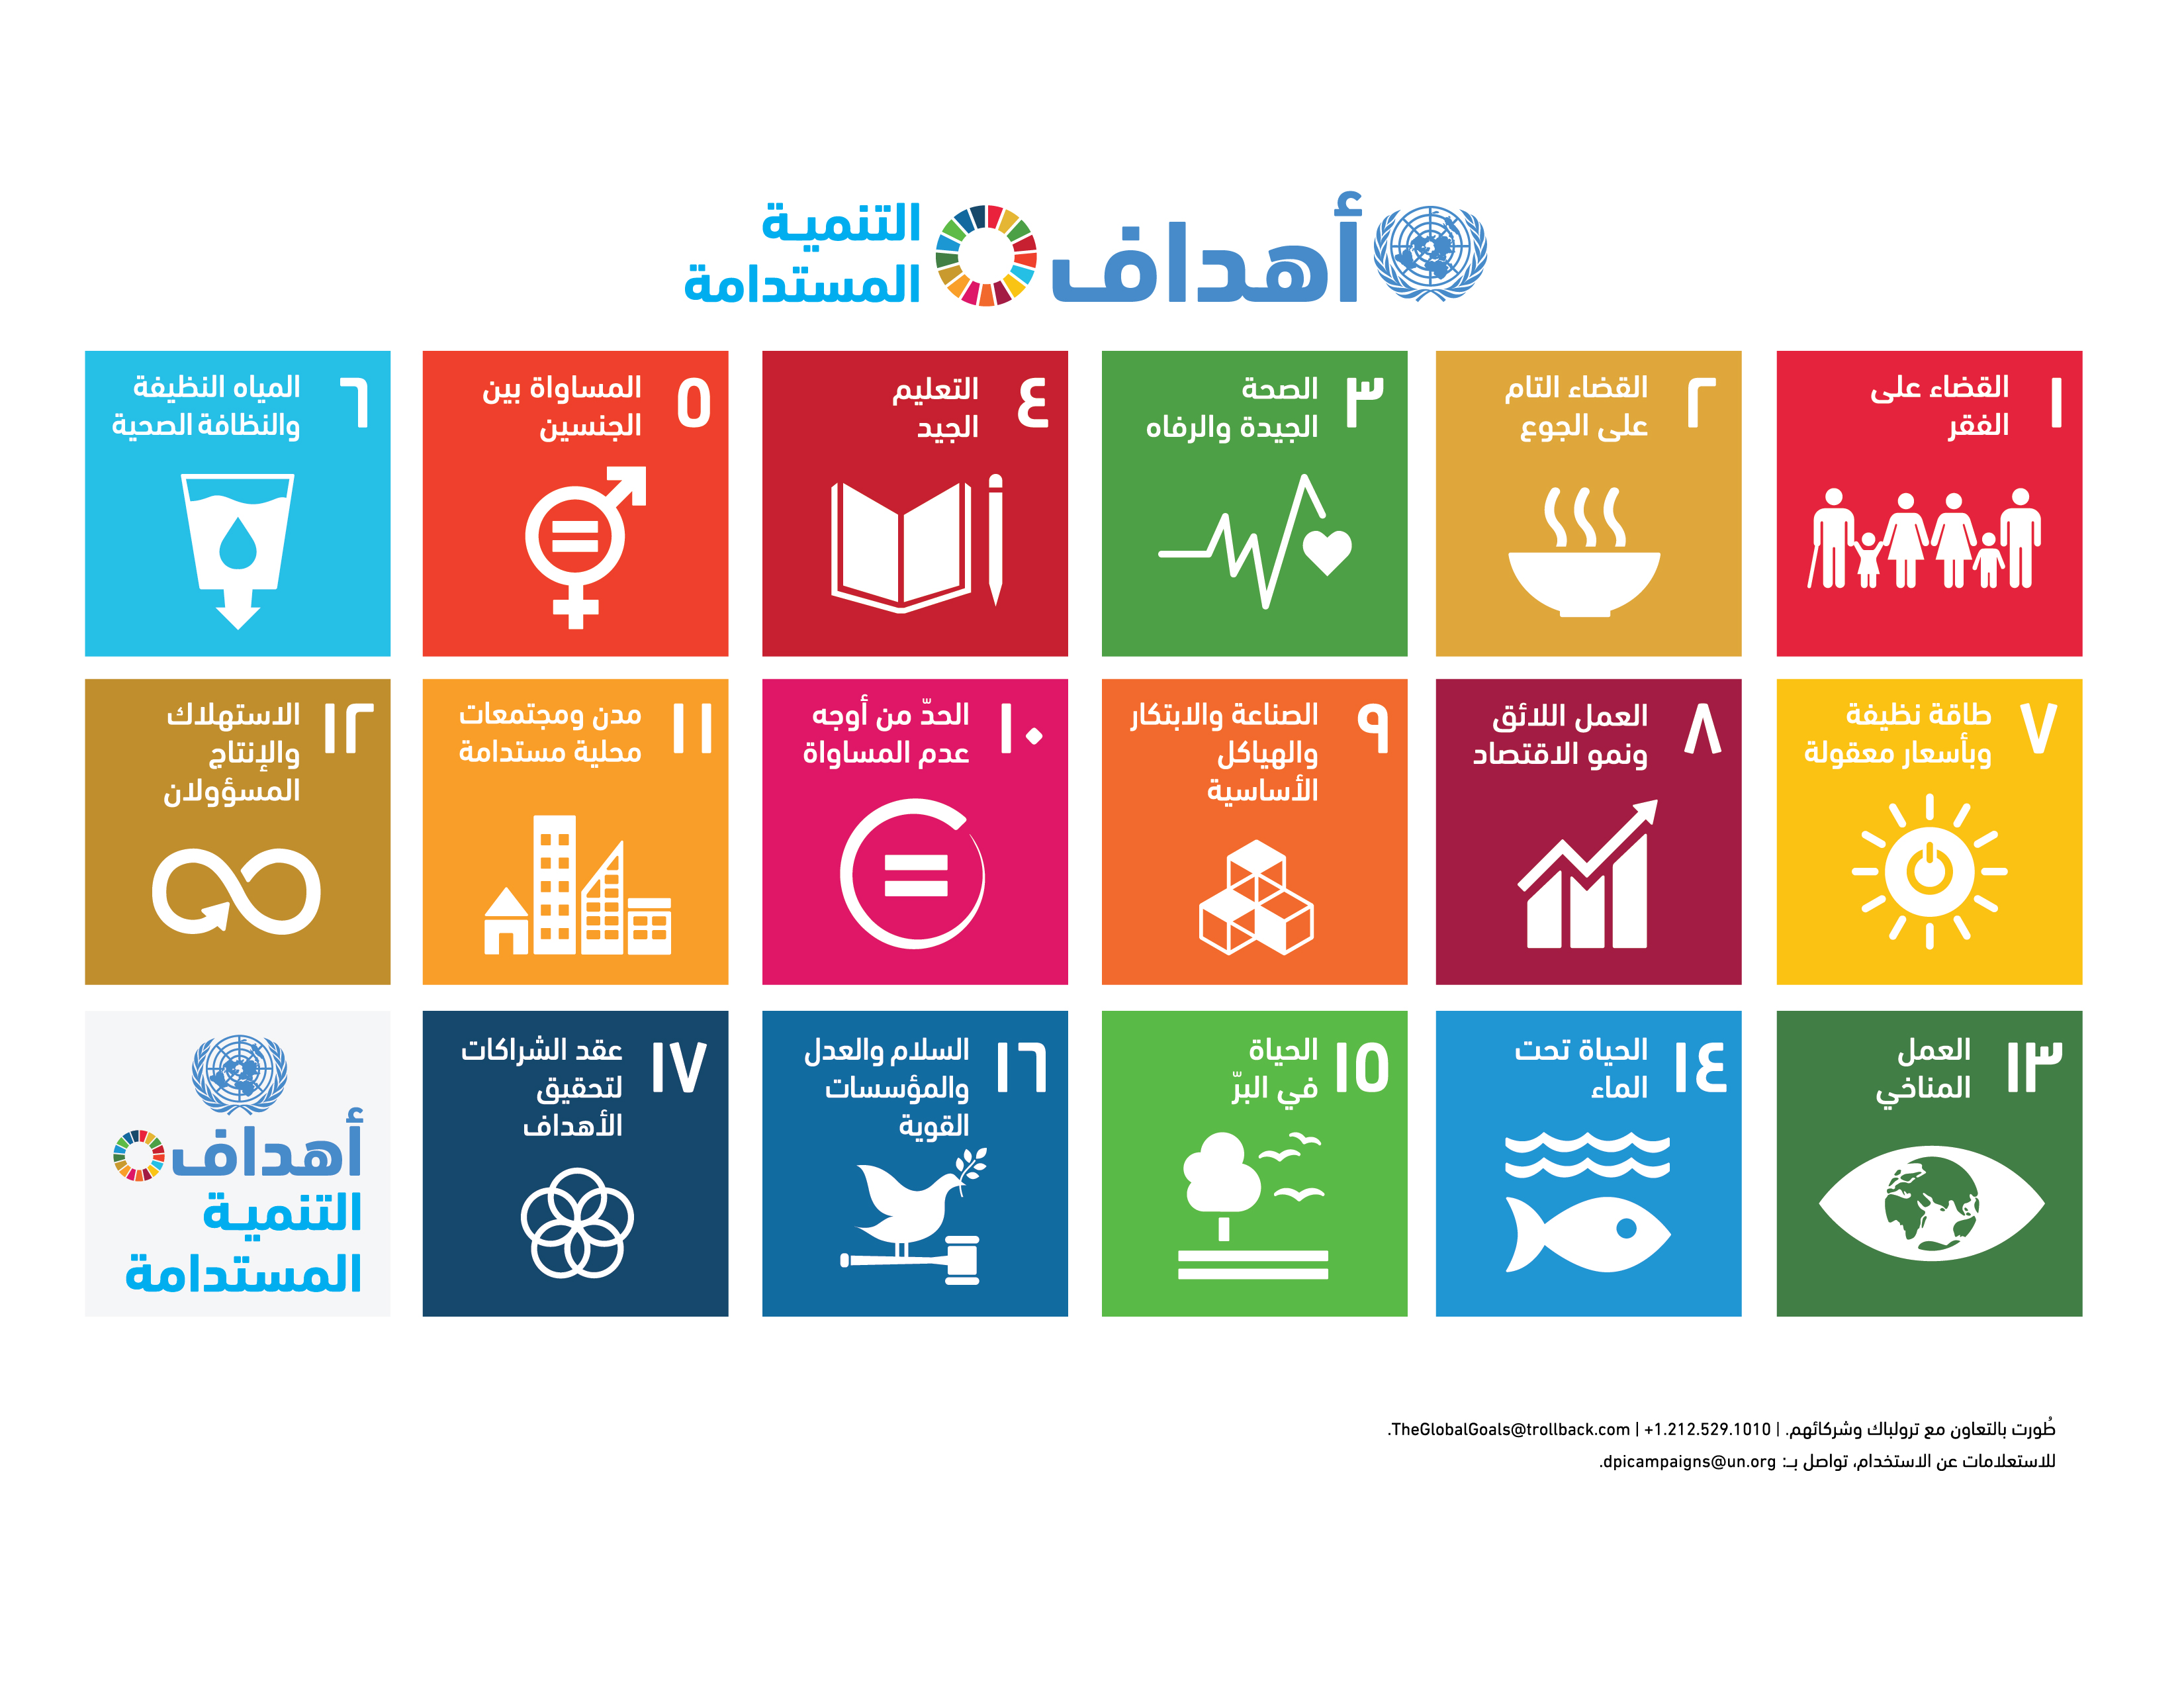 أهداف
التنمية
المستدامة
١
القضاء على
الفقر
٢
القضاء التام
على الجوع
٣
الصحة
الجيدة والرفاه
٤
التعليم
الجيد
٥
المساواة بين
الجنسين
٦
المياه النظيفة
والنظافة الصحية
٧
طاقة نظيفة
وبأسعار معقولة
٨
العمل اللائق
ونمو الاقتصاد
٩
الصناعة والابتكار
والهياكل
الأساسية
١٠
الحدّ من أوجه
عدم المساواة
١١
مدن ومجتمعات
محلية مستدامة
١٢
الاستهلاك
والإنتاج
المسؤولان
١٣
العمل
المناخي
١٤
الحياة تحت
الماء
١٥
الحياة
في البرّ
١٦
السلام والعدل
والمؤسسات
القوية
١٧
عقد الشراكات
لتحقيق
الأهداف
أهداف
التنمية
المستدامة
طُورت بالتعاون مع ترولباك وشركائهم. | TheGlobalGoals@trollback.com | +1.212.529.1010.
للاستعلامات عن الاستخدام، تواصل بـ: dpicampaigns@un.org.